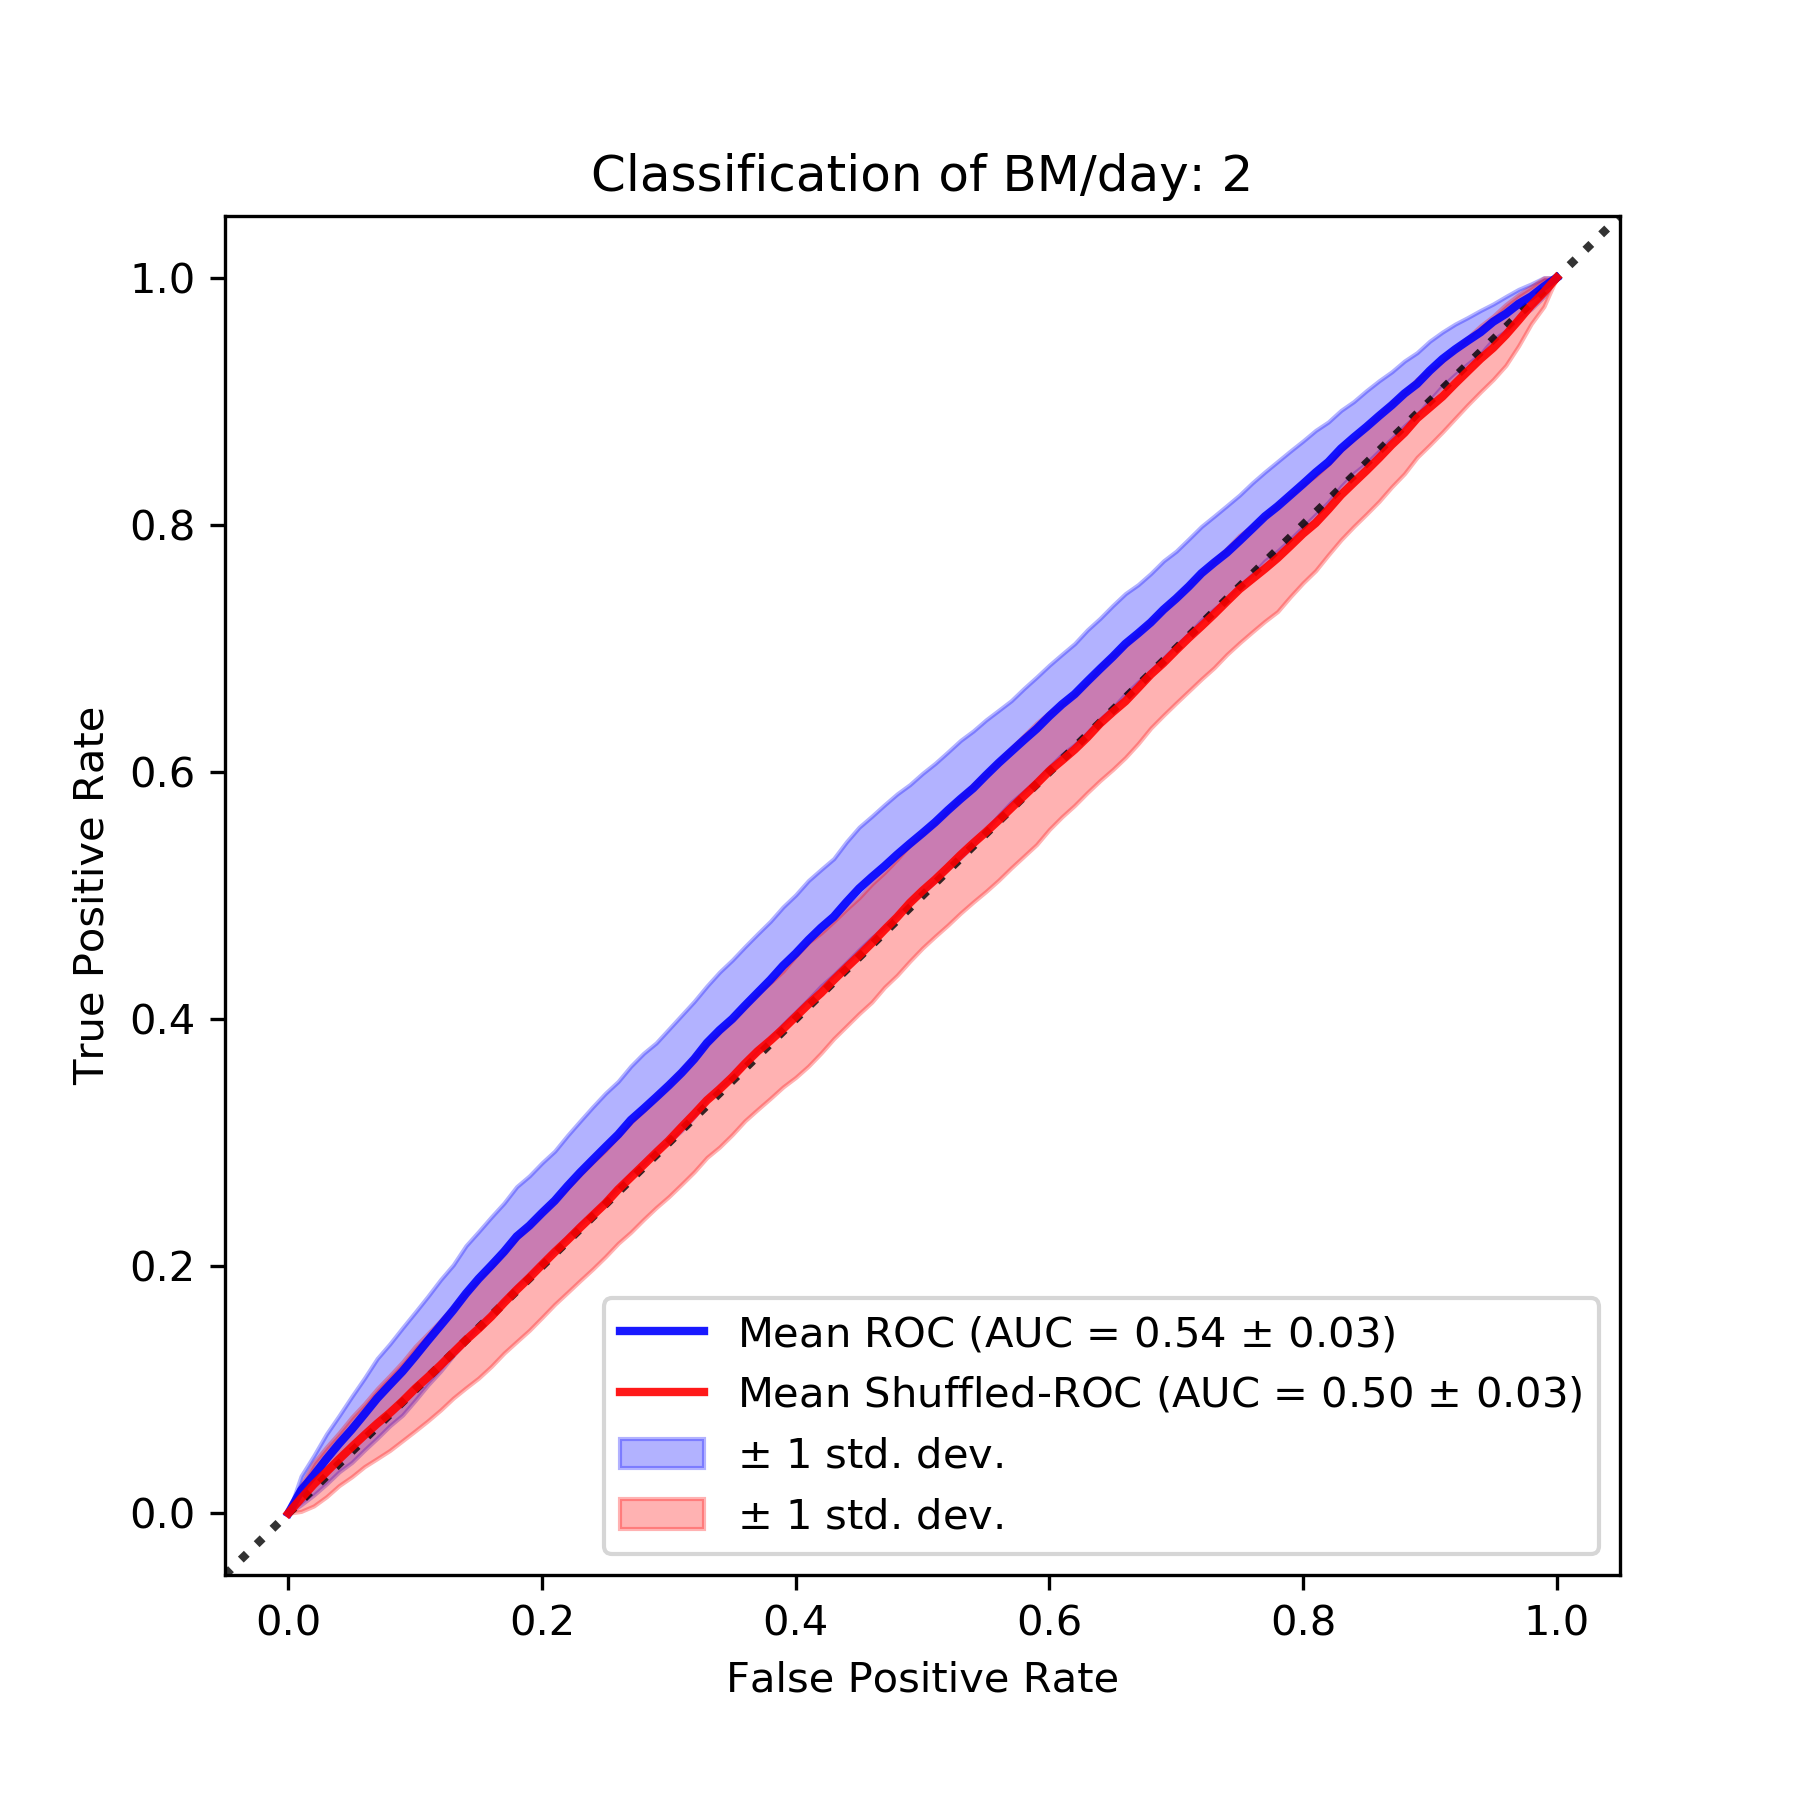 Classification of BM/day: 2
1.0
0.8
0.6
0.4
0.2
0.0
True Positive Rate
Mean ROC (AUC = 0.54 ± 0.03)
Mean Shuffled-ROC (AUC = 0.50 ± 0.03)
± 1 std. dev.
± 1 std. dev.
0.0 0.2 0.4 0.6 0.8 1.0
False Positive Rate